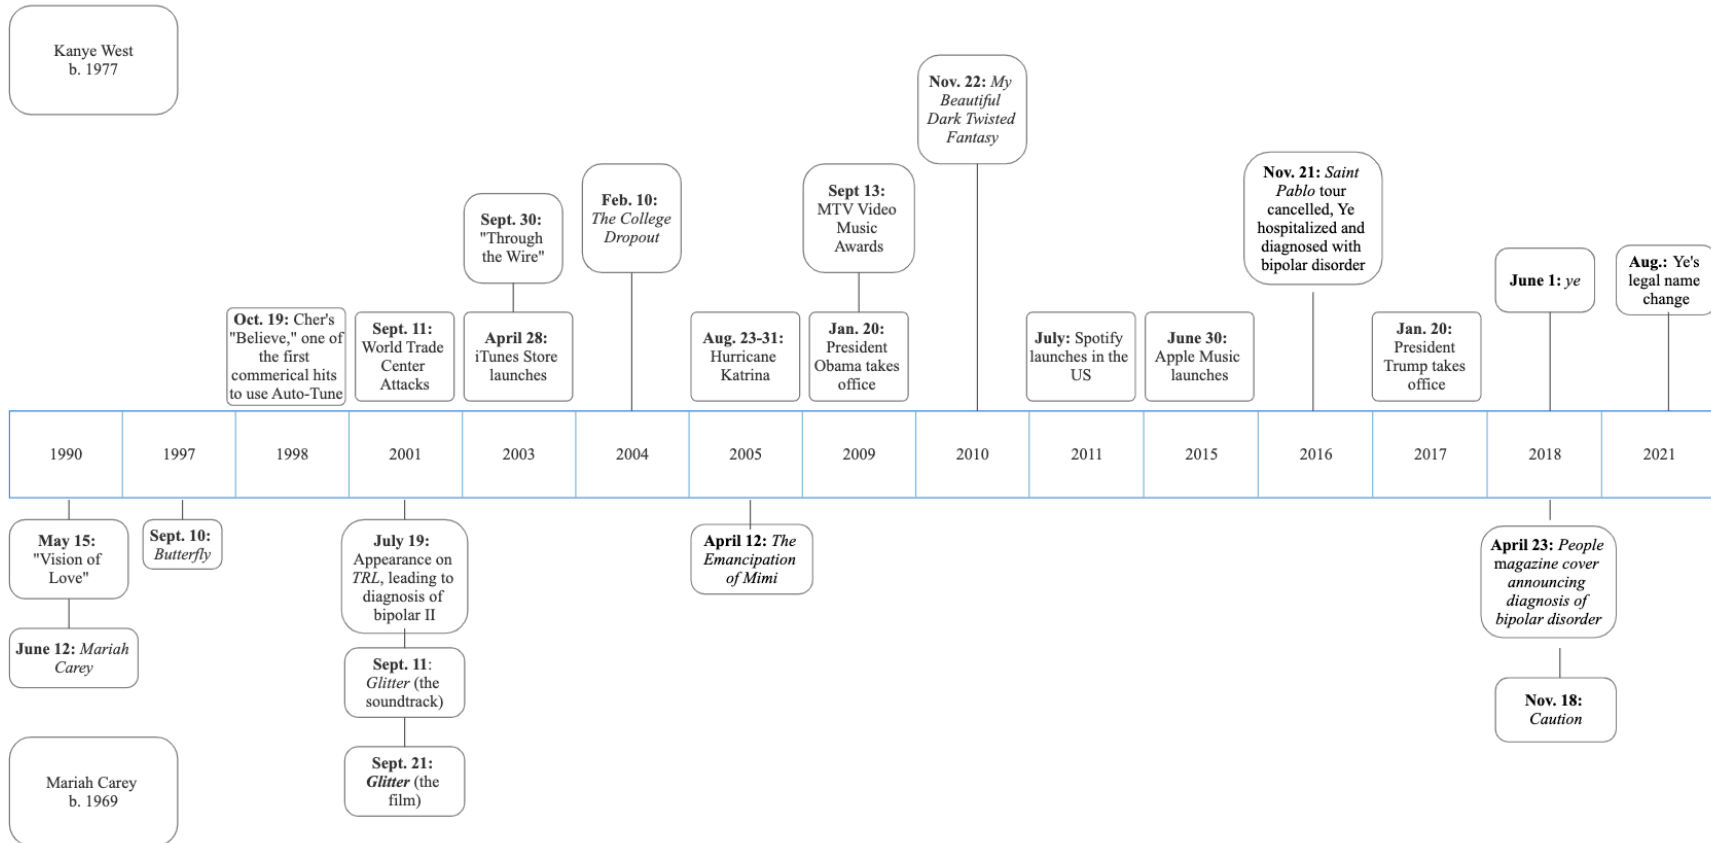 Kanye West
b. 1977
Nov. 22: My
Beautiful
Dark Twisted
Fantasy
Nov. 21: Saint
Pablo tour
cancelled, Ye
hospitalized and
diagnosed with
bipolar disorder
Feb. 10:
The College
Dropout
Sept 13:
MTV Video
Music
Awards
Sept. 30:
"Through
the Wire"
June 1: ye
Aug.: Ye's
legal name
change
Oct. 19: Cher's
"Believe," one of
the first
commerical hits
to use Auto-Tune
Sept. 11:
World Trade
Center
Attacks
April 28:
iTunes Store
launches
Aug. 23-31:
Hurricane
Katrina
Jan. 20:
President
Obama takes
office
July: Spotify
launches in the
US
June 30:
Apple Music
launches
Jan. 20:
President
Trump takes
office
1990
1997
1998
2001
2003
2004
2005
2009
2010
2011
2015
2016
2017
2018
2021
May 15:
"Vision of
Love"
June 12: Mariah
Carey
Sept. 10:
Butterfly
July 19:
Appearance on
TRL, leading to
diagnosis of
bipolar II
Sept. 11:
Glitter (the
soundtrack)
Sept. 21:
Glitter (the
film)
April 12: The
Emancipation
of Mimi
April 23: People
magazine cover
announcing
diagnosis of
bipolar disorder
Nov. 18:
Caution
Mariah Carey
b. 1969